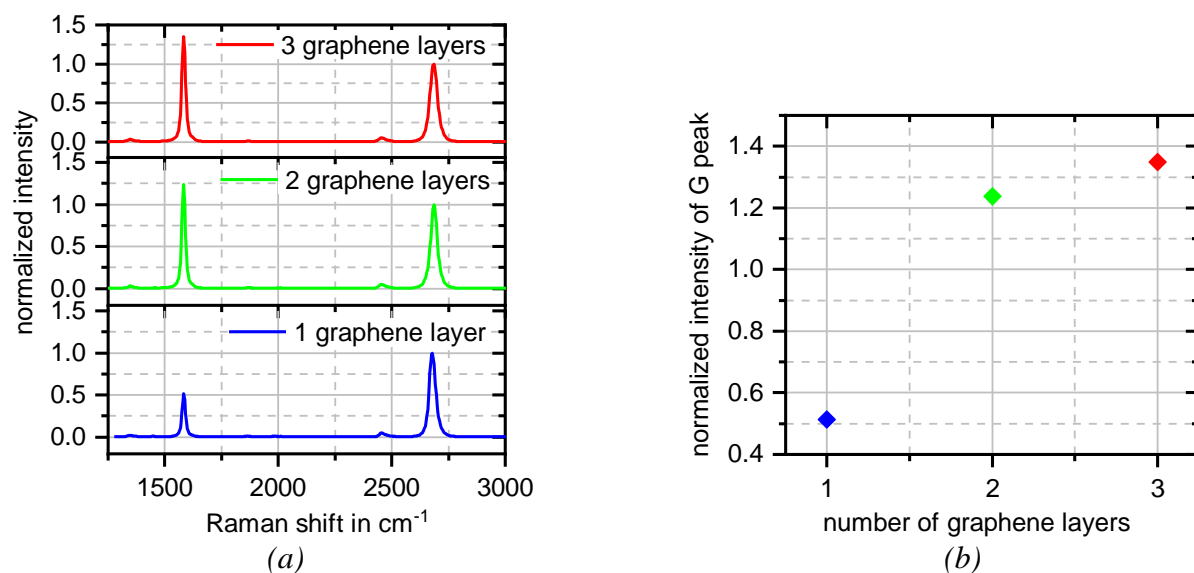 normalized intensity
1.5
1.0
0.5
0.0
3 graphene layers
1.5
1.0
0.5
0.0
2 graphene layers
1.5
1.0
0.5
0.0
1 graphene layer
1500 2000 2500 3000
Raman shift in cm⁻¹
(a)
normalized intensity of G peak
1.4
1.2
1.0
0.8
0.6
0.4
1 2 3
number of graphene layers
(b)